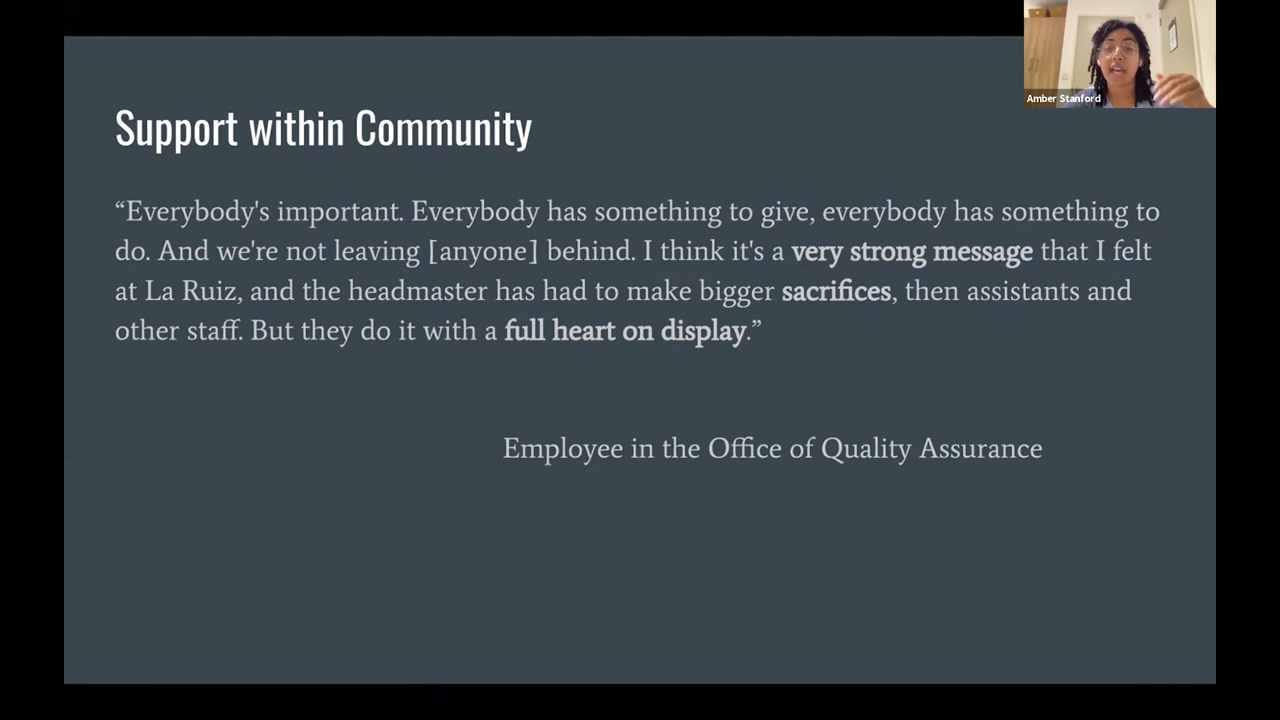 Amber Stanford
Support within Community
“Everybody's important. Everybody has something to give, everybody has something to
do. And we're not leaving [anyone] behind. I think it's a very strong message that I felt
at La Ruiz, and the headmaster has had to make bigger sacrifices, then assistants and
other staff. But they do it with a full heart on display.”
Employee in the Office of Quality Assurance